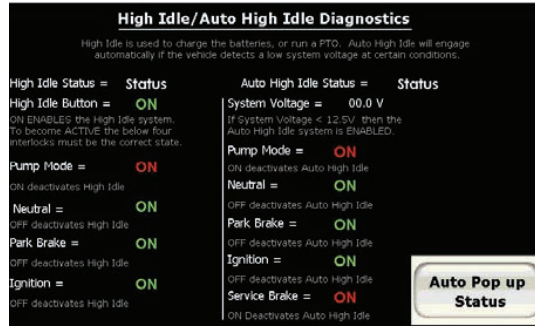 High Idle/Auto High Idle Diagnostics
High Idle is used to charge the batteries, or run a PTO. Auto High Idle will engage
automatically if the vehicle detects a low system voltage at certain conditions.
High Idle Status = Status
High Idle Button = ON
ON ENABLES the High Idle system.
To become ACTIVE the below four
interlocks must be the correct state.
Pump Mode = ON
ON deactivates High Idle
Neutral = ON
OFF deactivates High Idle
Park Brake = ON
OFF deactivates High Idle
Ignition = ON
OFF deactivates High Idle
Auto High Idle Status = Status
System Voltage = 00.0 V
If System Voltage < 12.5V then the
Auto High Idle system is ENABLED.
Pump Mode = ON
ON deactivates Auto High Idle
Neutral = ON
OFF deactivates Auto High Idle
Park Brake = ON
OFF deactivates Auto High Idle
Ignition = ON
OFF deactivates Auto High Idle
Service Brake = ON
ON Deactivates Auto High Idle
Auto Pop up
Status